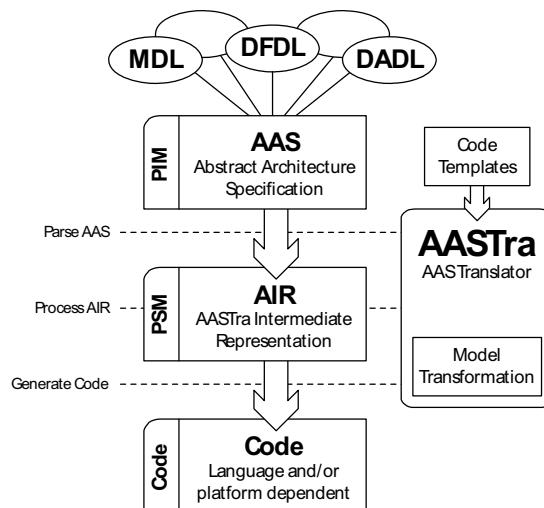 MDL
DFDL
DADL
PIM
AAS
Abstract Architecture
Specification
Code
Templates
Parse AAS
AASTra
AAS Translator
Process AIR
PSM
AIR
AASTra Intermediate
Representation
Model
Transformation
Generate Code
Code
Code
Language and/or
platform dependent